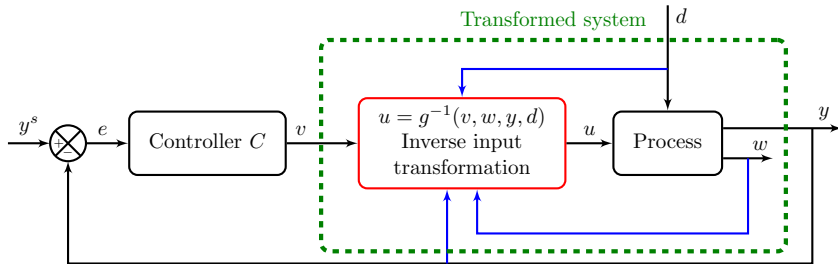 Transformed system
d
y^s
+
−
e
Controller C
v
u = g^{-1}(v, w, y, d)
Inverse input
transformation
u
Process
y
w